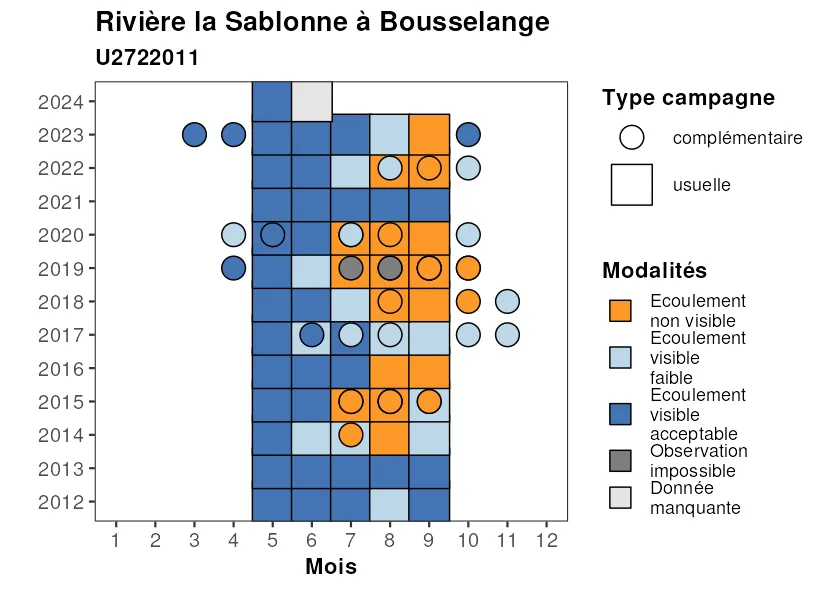 Rivière la Sablonne à Bousselange
U2722011
2024
2023
2022
2021
2020
2019
2018
2017
2016
2015
2014
2013
2012
1 2 3 4 5 6 7 8 9 10 11 12
Mois
Type campagne
complémentaire
usuelle
Modalités
Ecoulement
non visible
Ecoulement
visible
faible
Ecoulement
visible
acceptable
Observation
impossible
Donnée
manquante